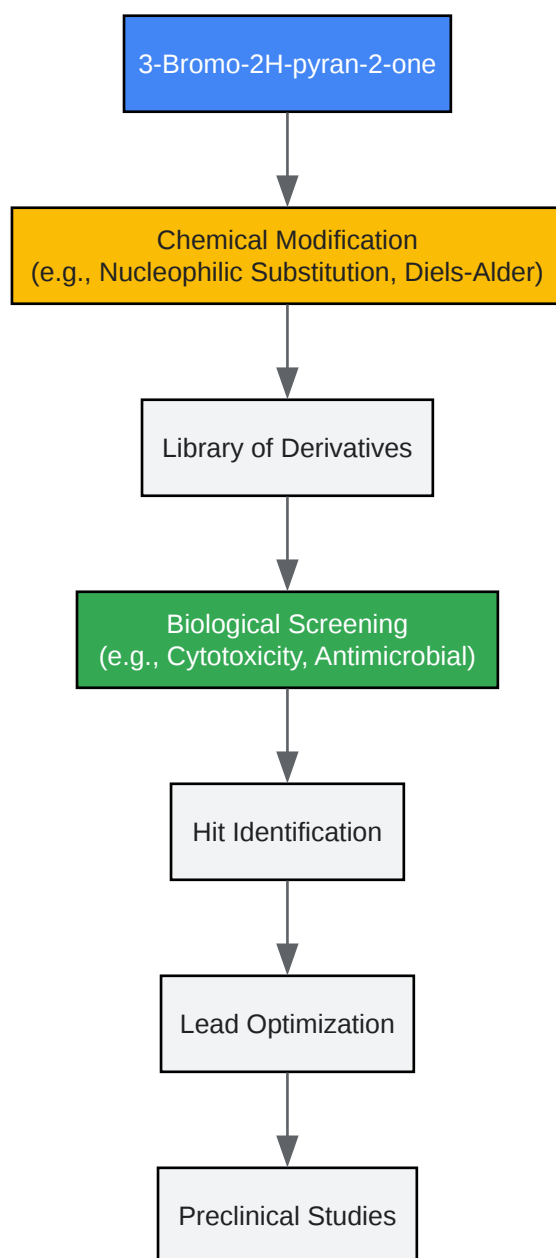 3-Bromo-2H-pyran-2-one
Chemical Modification
(e.g., Nucleophilic Substitution, Diels-Alder)
Library of Derivatives
Biological Screening
(e.g., Cytotoxicity, Antimicrobial)
Hit Identification
Lead Optimization
Preclinical Studies